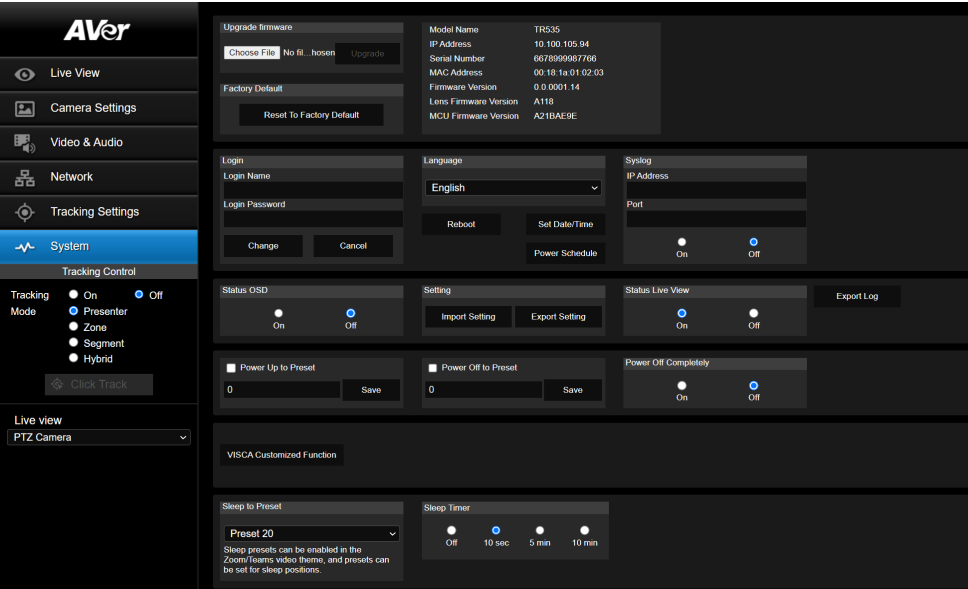 AVer
Live View
Camera Settings
Video & Audio
Network
Tracking Settings
System
Tracking Control
Tracking On Off
Mode Presenter
Zone
Segment
Hybrid
Click Track
Live view
PTZ Camera
Upgrade firmware
Choose File No fil...hosen Upgrade
Factory Default
Reset To Factory Default
Model Name TR535
IP Address 10.100.105.94
Serial Number 6678999987766
MAC Address 00:18:1a:01:02:03
Firmware Version 0.0.0001.14
Lens Firmware Version A118
MCU Firmware Version A21BAE9E
Login
Login Name
Login Password
Change Cancel
Language
English
Reboot Set Date/Time
Power Schedule
Syslog
IP Address
Port
On Off
Status OSD
On Off
Setting
Import Setting Export Setting
Status Live View
On Off
Export Log
Power Up to Preset
0 Save
Power Off to Preset
0 Save
Power Off Completely
On Off
VISCA Customized Function
Sleep to Preset
Preset 20
Sleep presets can be enabled in the
Zoom/Teams video theme, and presets can
be set for sleep positions.
Sleep Timer
Off 10 sec 5 min 10 min